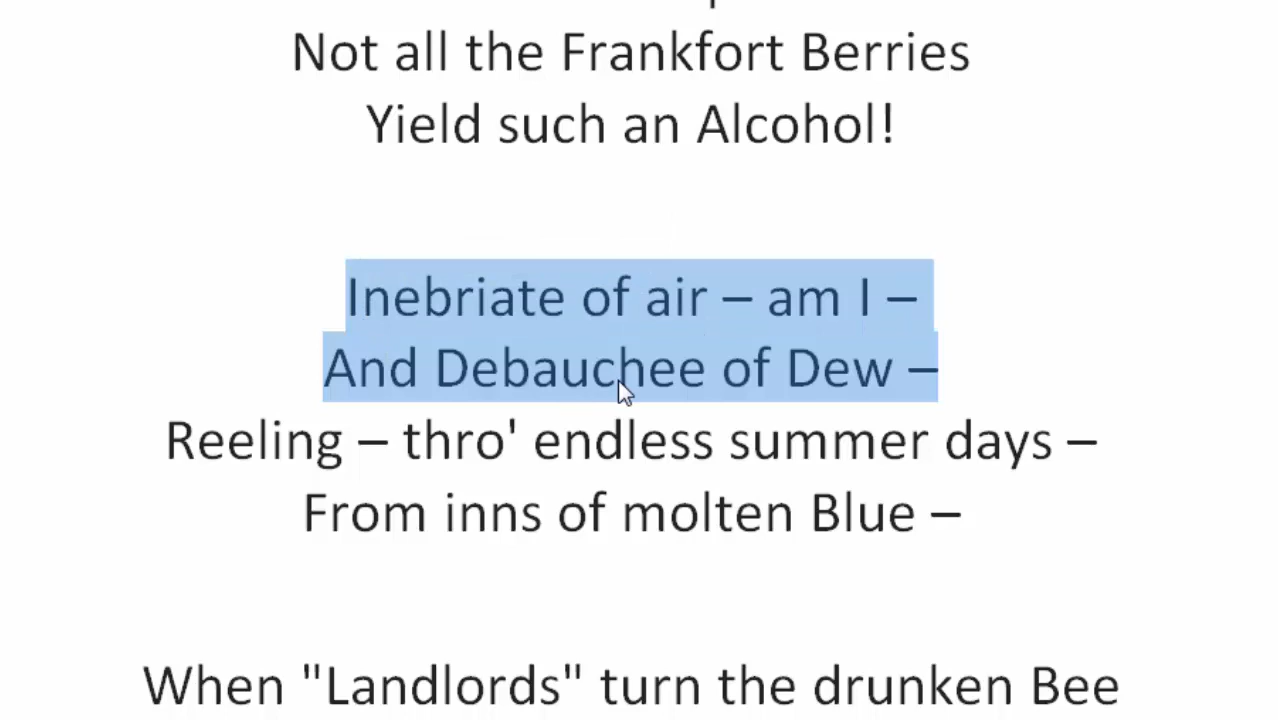 Not all the Frankfort Berries
Yield such an Alcohol!
Inebriate of air – am I –
And Debauchee of Dew –
Reeling – thro' endless summer days –
From inns of molten Blue –
When "Landlords" turn the drunken Bee